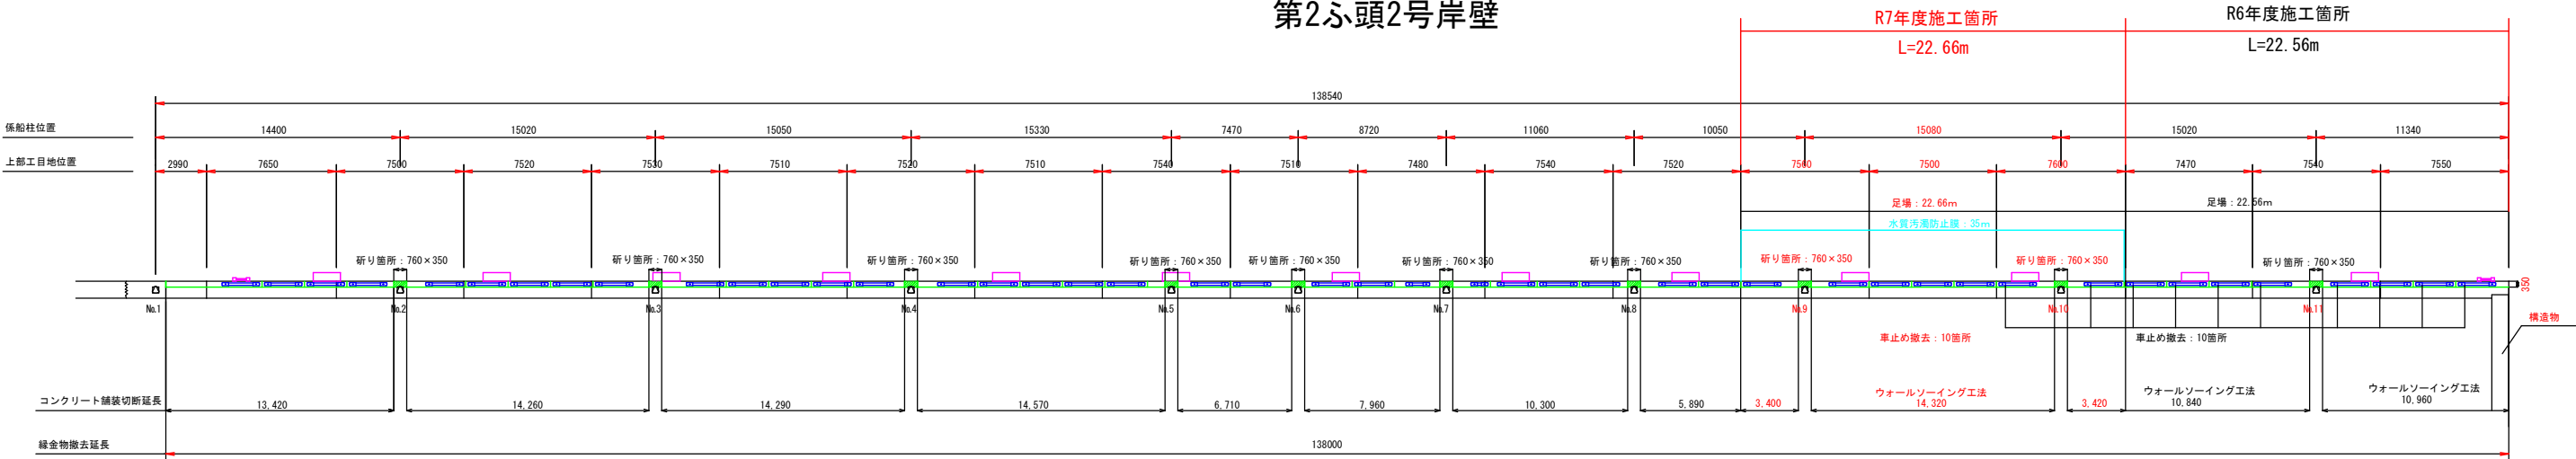 第2ふ頭2号岸壁
R7年度施工箇所
R6年度施工箇所
L=22.66m
L=22.56m
138540
係船柱位置
14400 15020 15050 15330 7470 8720 11060 10050 15080 15020 11340
上部工目地位置
2990 7650 7500 7520 7530 7510 7520 7510 7540 7510 7480 7540 7520 7560 7500 7600 7470 7540 7550
足場：22.66m
足場：22.56m
水質汚濁防止膜：35m
斫り箇所：760×350 斫り箇所：760×350 斫り箇所：760×350 斫り箇所：760×350 斫り箇所：760×350 斫り箇所：760×350 斫り箇所：760×350 斫り箇所：760×350 斫り箇所：760×350 斫り箇所：760×350
350
No.1 No.2 No.3 No.4 No.5 No.6 No.7 No.8 No.9 No.10 No.11
構造物
車止め撤去：10箇所
車止め撤去：10箇所
ウォールソーイング工法
ウォールソーイング工法
ウォールソーイング工法
コンクリート舗装切断延長
13,420 14,260 14,290 14,570 6,710 7,960 10,300 5,890 3,400 14,320 3,420 10,840 10,960
縁金物撤去延長
138000